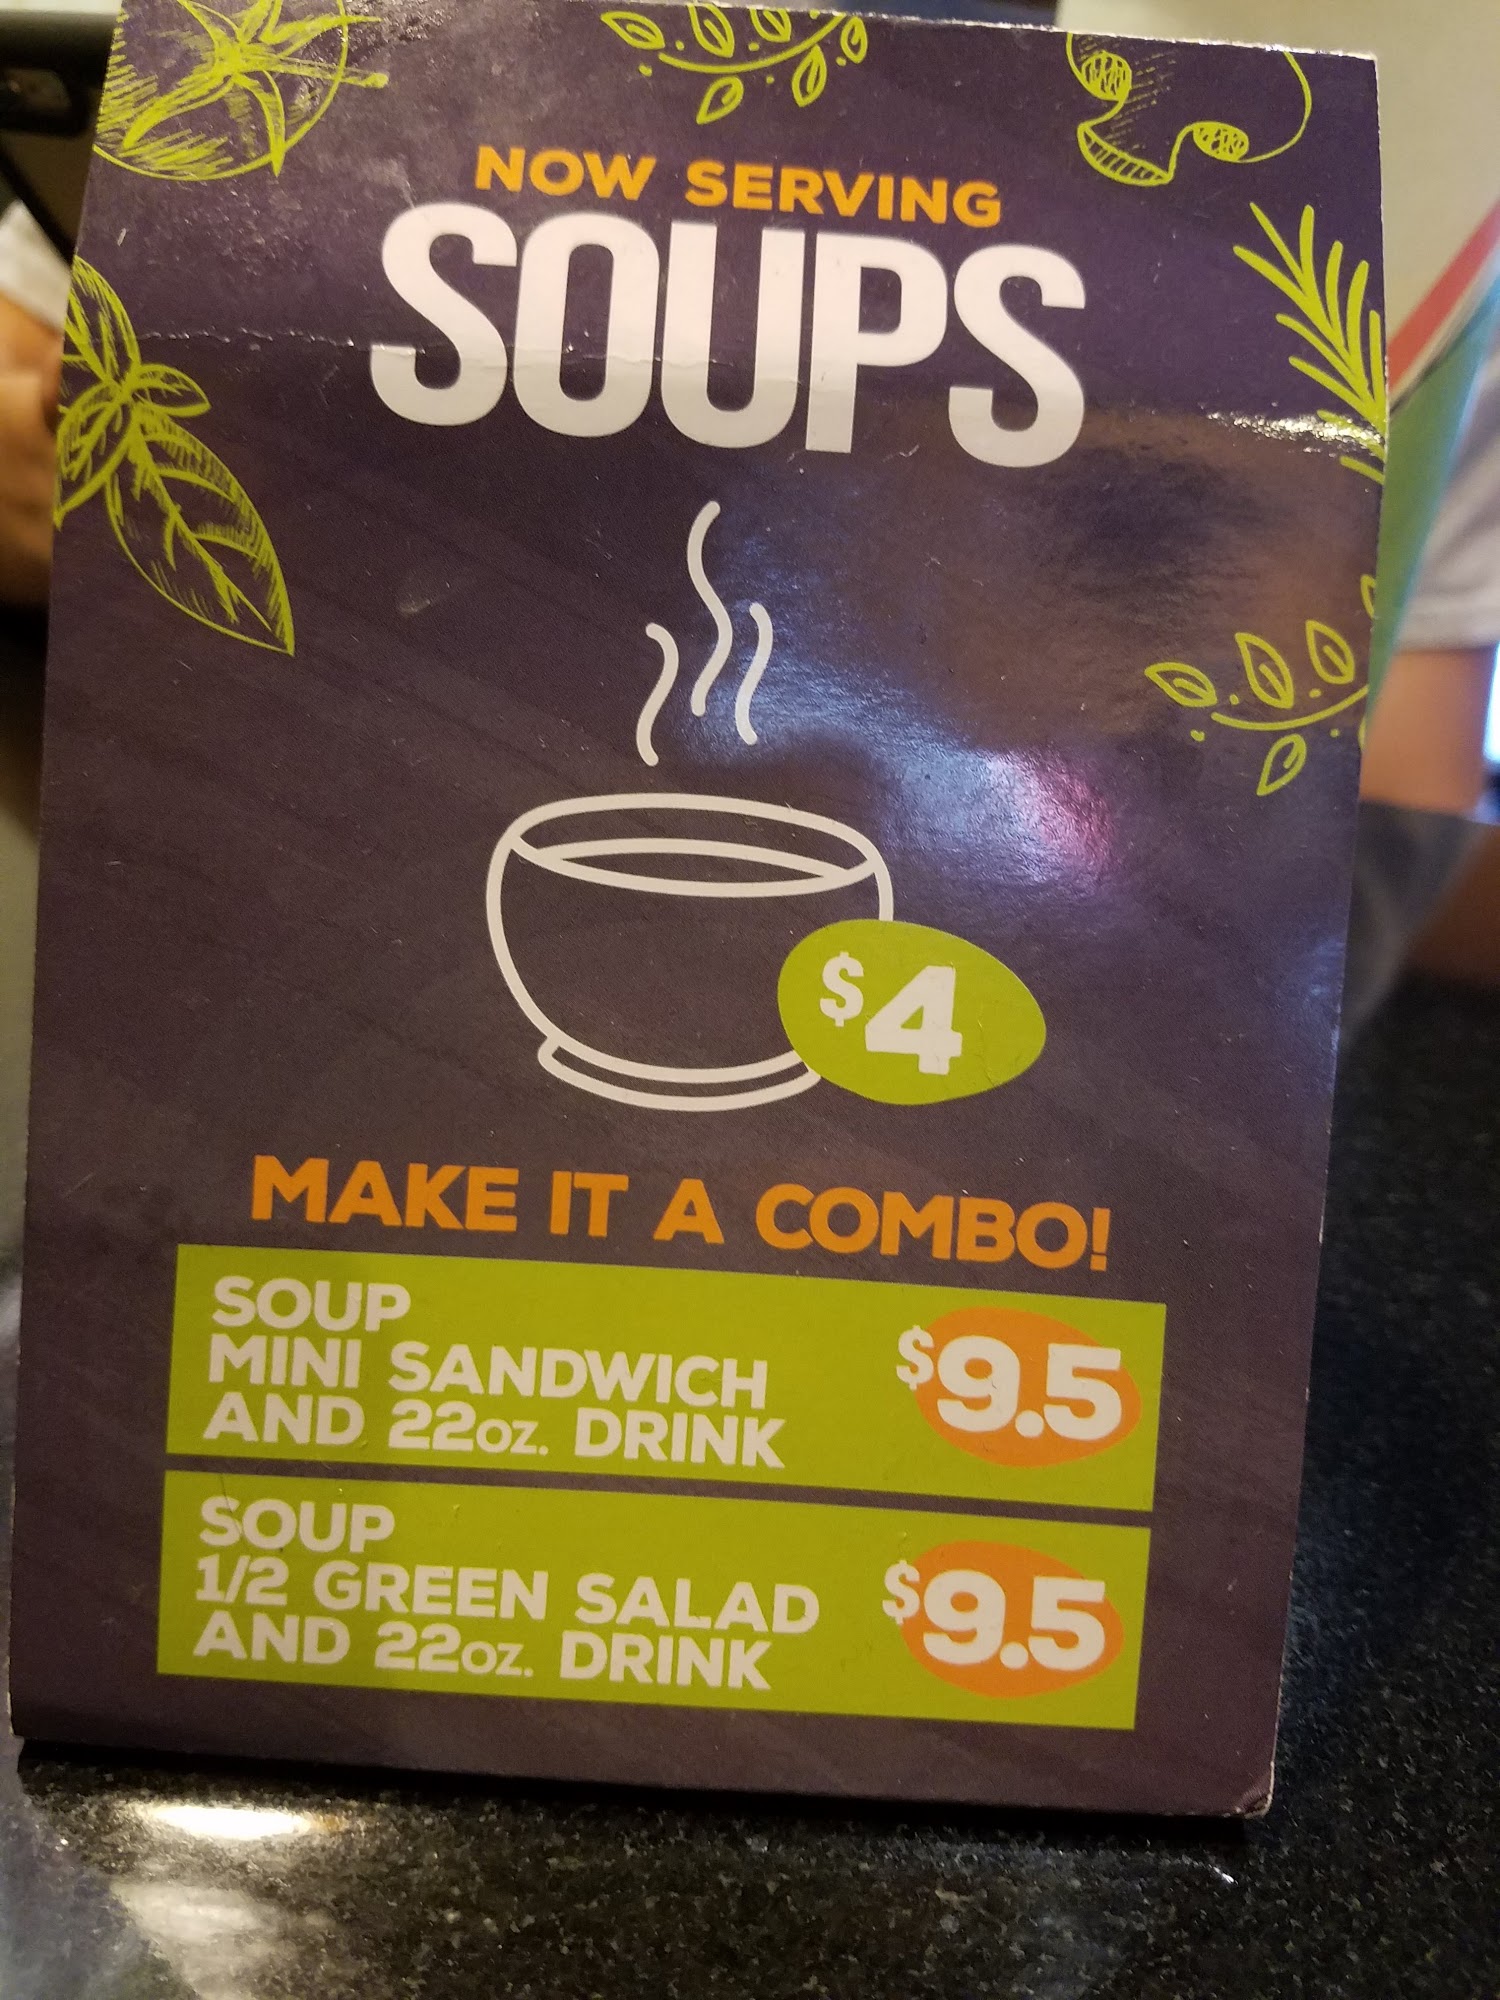 NOW SERVING
SOUPS
$4
MAKE IT A COMBO!
SOUP
MINI SANDWICH
AND 22oz. DRINK
$9.5
SOUP
1/2 GREEN SALAD
AND 22oz. DRINK
$9.5